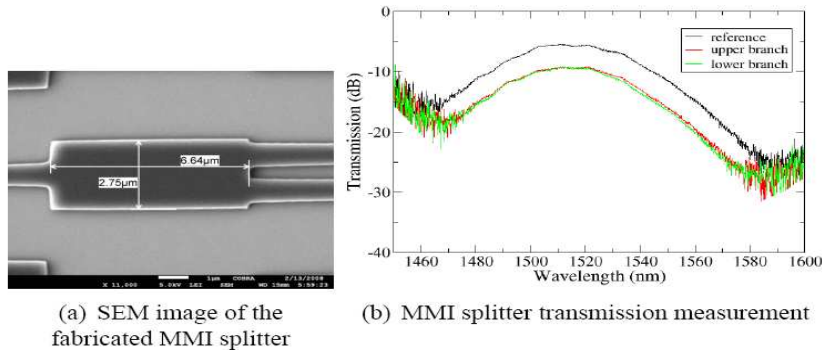 6.64µm
2.75µm
1µm COBRA 2/13/2008
X 11,000 5.0kV LEI SEM WD 15mm 5:59:23
(a) SEM image of the
fabricated MMI splitter
0
-10
-20
-30
-40
Transmission (dB)
reference
upper branch
lower branch
1460 1480 1500 1520 1540 1560 1580 1600
Wavelength (nm)
(b) MMI splitter transmission measurement